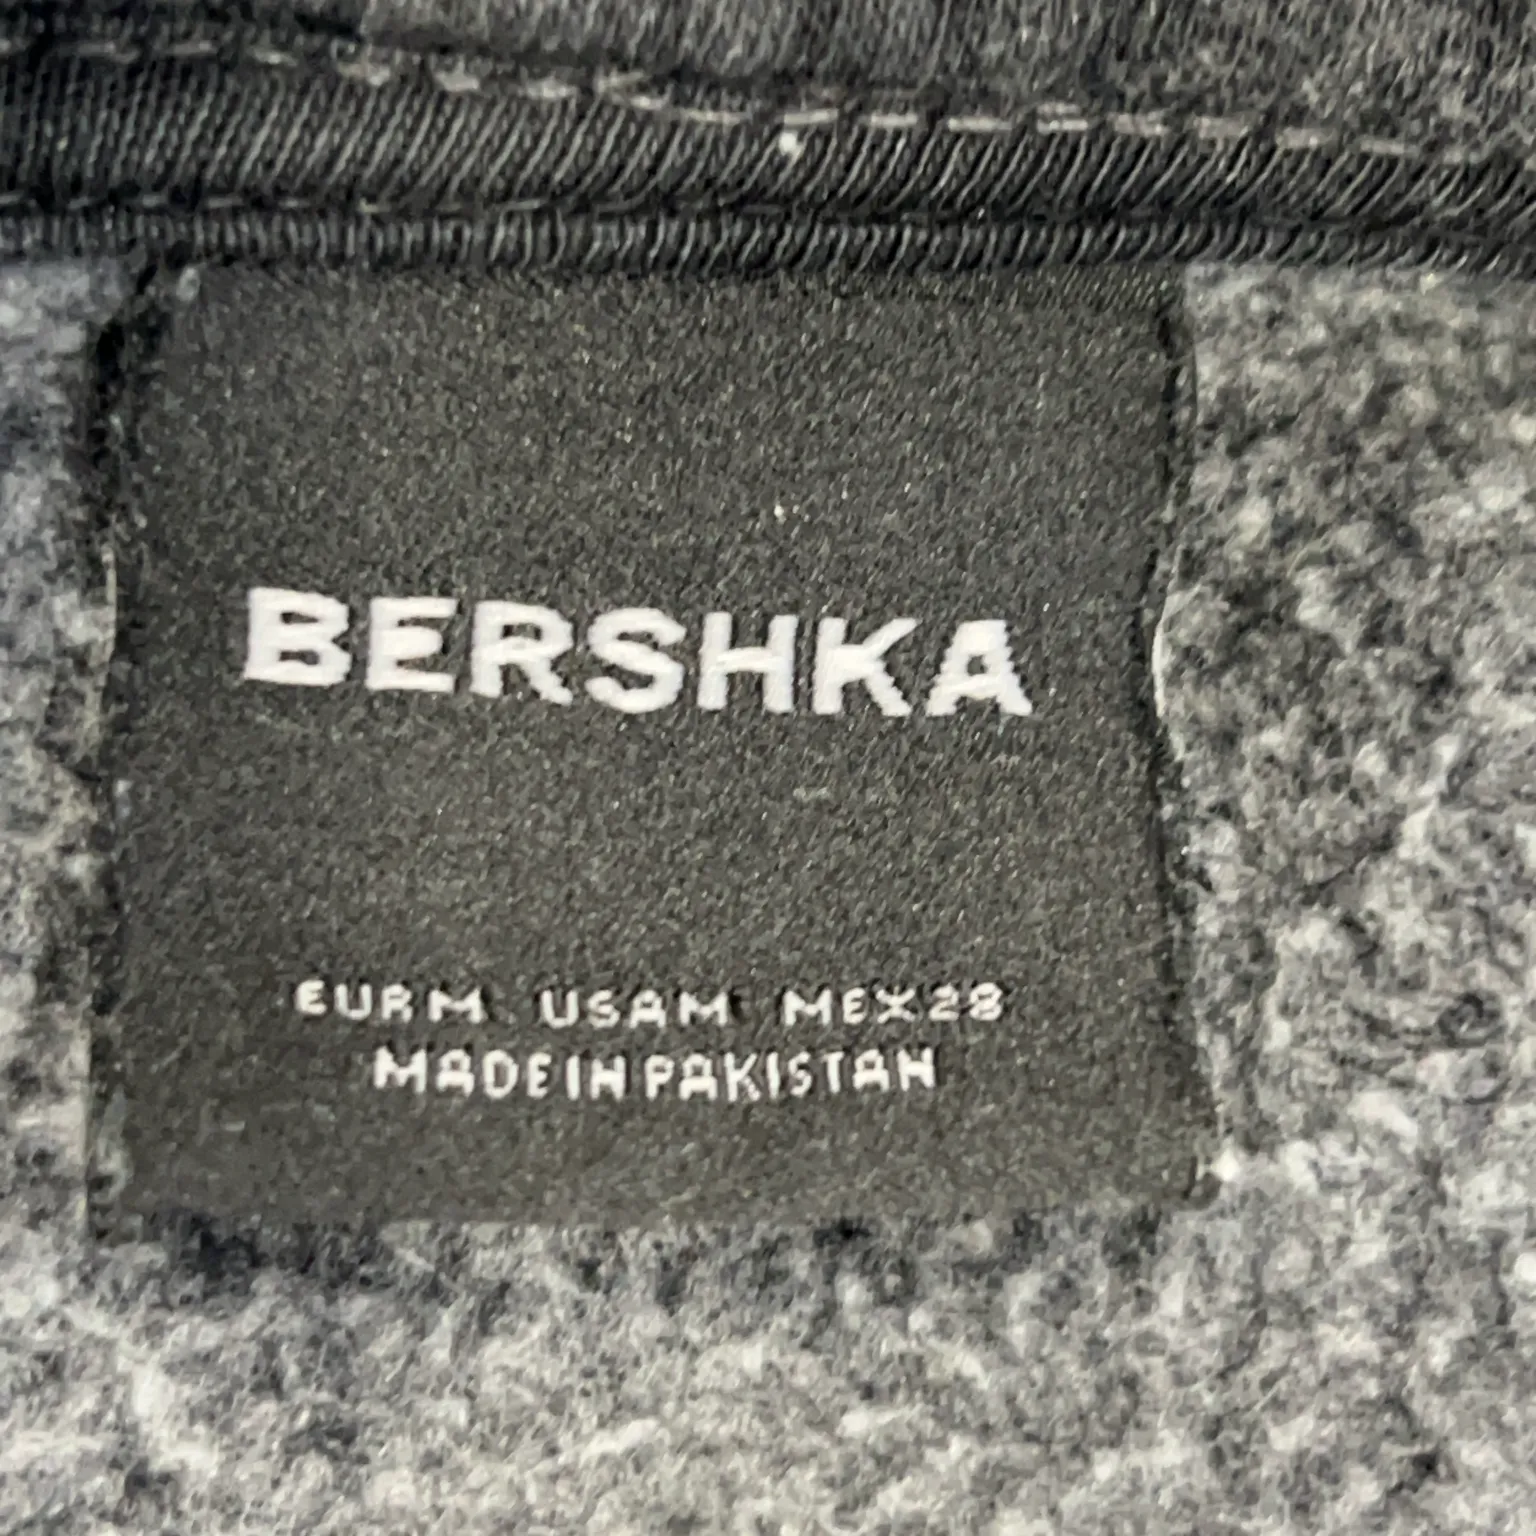 BERSHKA
EUR M USA M MEX 28
MADE IN PAKISTAN